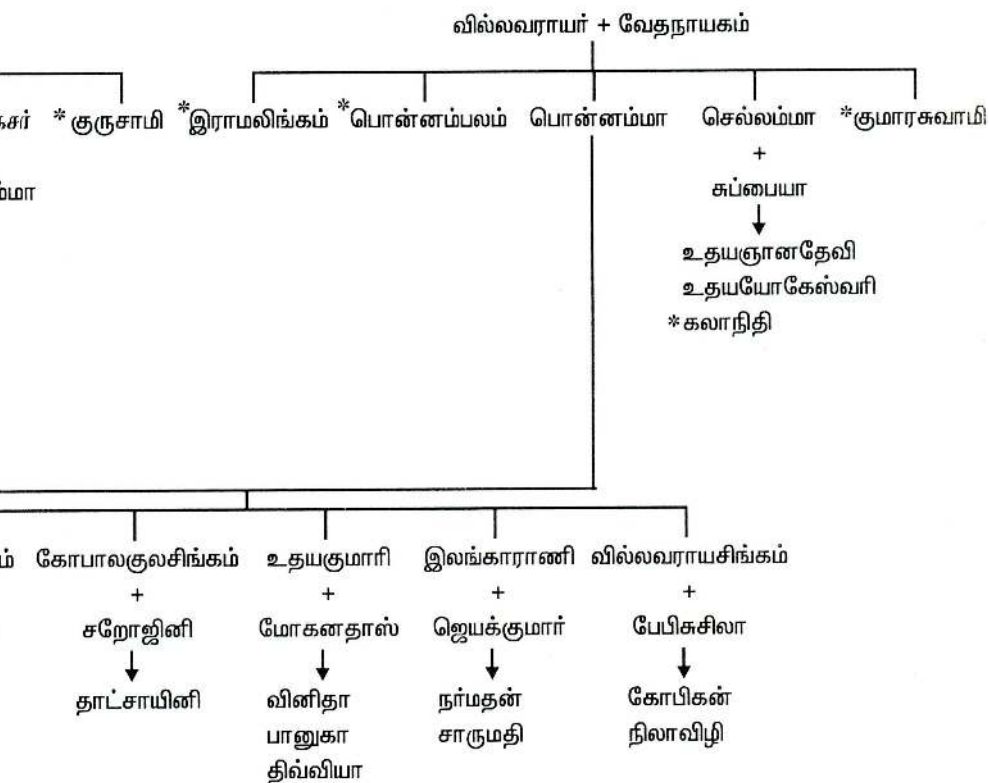 வில்லவராயர் + வேதநாயகம்
*குருசாமி *இராமலிங்கம் *பொன்னம்பலம் பொன்னம்மா செல்லம்மா *குமாரசுவாமி
+
சுப்பையா
உதயஞானதேவி
உதயயோகேஸ்வரி
*கலாநிதி
கோபாலகுலசிங்கம் உதயகுமாரி இலங்காராணி வில்லவராயசிங்கம்
+ + + +
சறோஜினி மோகனதாஸ் ஜெயக்குமார் பேபிசுசிலா
தாட்சாயினி வினிதா நர்மதன் கோபிகன்
பானுகா சாருமதி நிலாவிழி
திவ்வியா